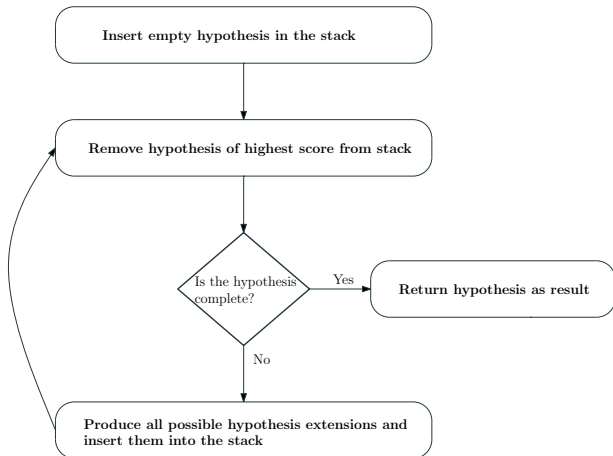 Insert empty hypothesis in the stack
Remove hypothesis of highest score from stack
Is the hypothesis
complete?
Yes
Return hypothesis as result
No
Produce all possible hypothesis extensions and
insert them into the stack